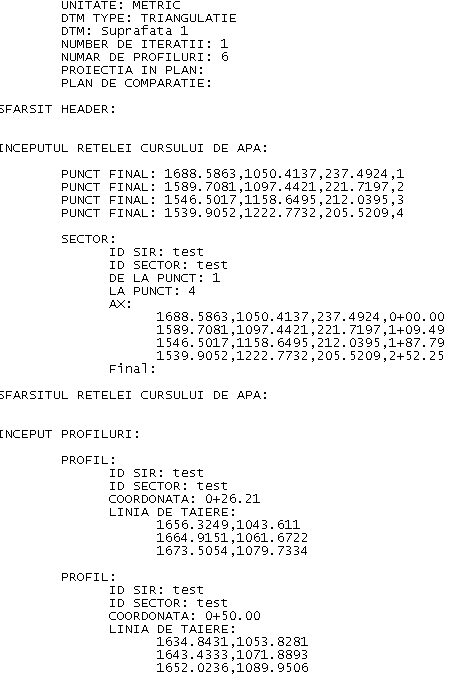 UNITATE: METRIC
DTM TYPE: TRIANGULATIE
DTM: Suprafata 1
NUMBER DE ITERATII: 1
NUMAR DE PROFILURI: 6
PROIECTIA IN PLAN:
PLAN DE COMPARATIE:
SFARSIT HEADER:
INCEPUTUL RETELEI CURSULUI DE APA:
PUNCT FINAL: 1688.5863,1050.4137,237.4924,1
PUNCT FINAL: 1589.7081,1097.4421,221.7197,2
PUNCT FINAL: 1546.5017,1158.6495,212.0395,3
PUNCT FINAL: 1539.9052,1222.7732,205.5209,4
SECTOR:
ID SIR: test
ID SECTOR: test
DE LA PUNCT: 1
LA PUNCT: 4
AX:
1688.5863,1050.4137,237.4924,0+00.00
1589.7081,1097.4421,221.7197,1+09.49
1546.5017,1158.6495,212.0395,1+87.79
1539.9052,1222.7732,205.5209,2+52.25
Final:
SFARSITUL RETELEI CURSULUI DE APA:
INCEPUT PROFILURI:
PROFIL:
ID SIR: test
ID SECTOR: test
COORDONATA: 0+26.21
LINIA DE TAIERE:
1656.3249,1043.611
1664.9151,1061.6722
1673.5054,1079.7334
PROFIL:
ID SIR: test
ID SECTOR: test
COORDONATA: 0+50.00
LINIA DE TAIERE:
1634.8431,1053.8281
1643.4333,1071.8893
1652.0236,1089.9506